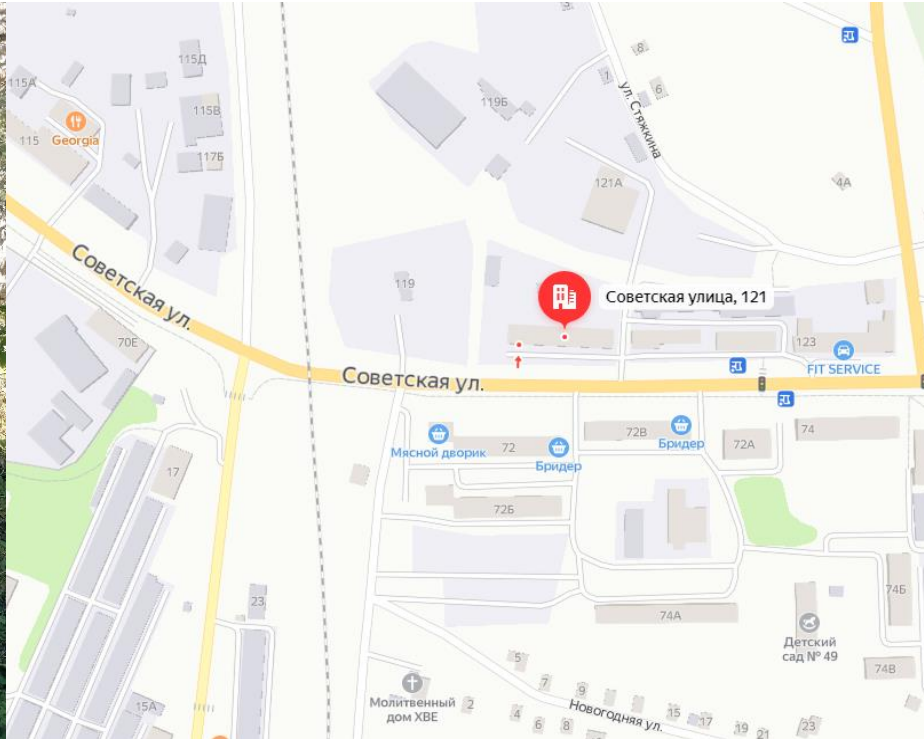 115Д
115А
115В
119Б
8
1
6
ул. Стяжкина
Georgia
115
117Б
121А
4А
Советская ул.
119
Советская улица, 121
70Е
123
FIT SERVICE
Советская ул.
Мясной дворик
72
Бридер
72В
Бридер
72А
74
17
72Б
23
74А
74Б
Детский
сад № 49
74В
5
7
9
Молитвенный
дом ХВЕ
2
4
6
8
Новогодняя ул.
15
17
19
21
23
15А